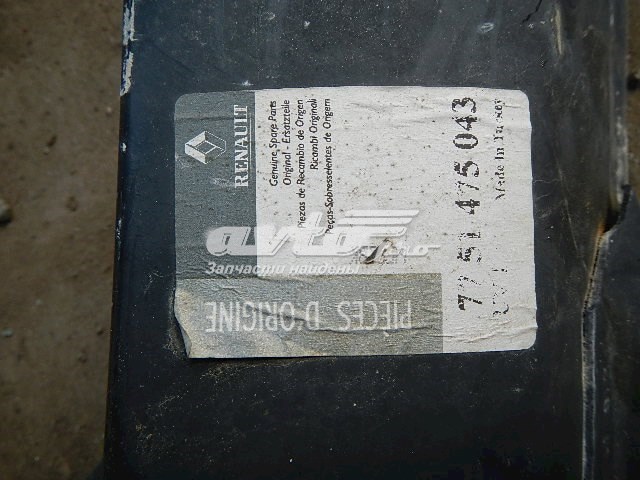 RENAULT
Genuine Spare Parts
Original - Ersatzteile
Piezas de Recambio de Origen
Ricambi Originali
Peças-Sobresselentes de Origem
PIECES D'ORIGINE
77 51 475 043
Made In Turkey
Запчасти найдены